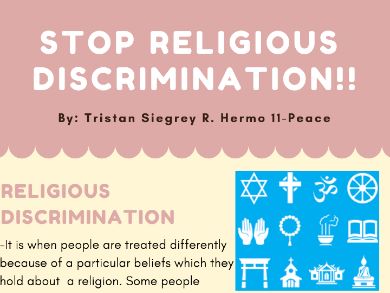 STOP RELIGIOUS
DISCRIMINATION!!
By: Tristan Siegrey R. Hermo 11-Peace
RELIGIOUS
DISCRIMINATION
-It is when people are treated differently
because of a particular beliefs which they
hold about a religion. Some people